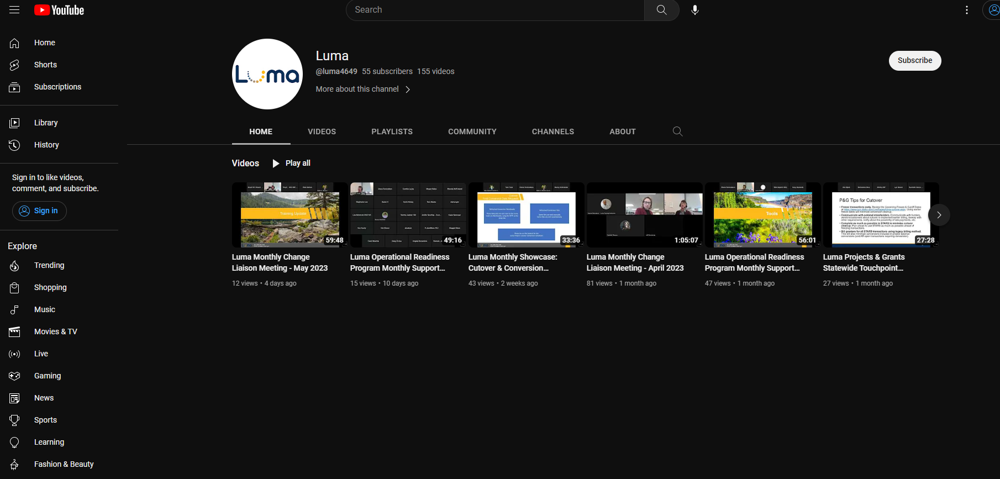 YouTube
Search
Home
Shorts
Subscriptions
Library
History
Sign in to like videos,
comment, and subscribe.
Sign in
Explore
Trending
Shopping
Music
Movies & TV
Live
Gaming
News
Sports
Learning
Fashion & Beauty
Luma
Luma
@luma4649 55 subscribers 155 videos
More about this channel
Subscribe
HOME
VIDEOS
PLAYLISTS
COMMUNITY
CHANNELS
ABOUT
Videos
Play all
Training Update
59:48
Luma Monthly Change
Liaison Meeting - May 2023
12 views • 4 days ago
49:16
Luma Operational Readiness
Program Monthly Support...
15 views • 10 days ago
33:36
Luma Monthly Showcase:
Cutover & Conversion...
43 views • 2 weeks ago
1:05:07
Luma Monthly Change
Liaison Meeting - April 2023
81 views • 1 month ago
Tools
56:01
Luma Operational Readiness
Program Monthly Support...
47 views • 1 month ago
P&G Tips for Cutover
27:28
Luma Projects & Grants
Statewide Touchpoint...
27 views • 1 month ago